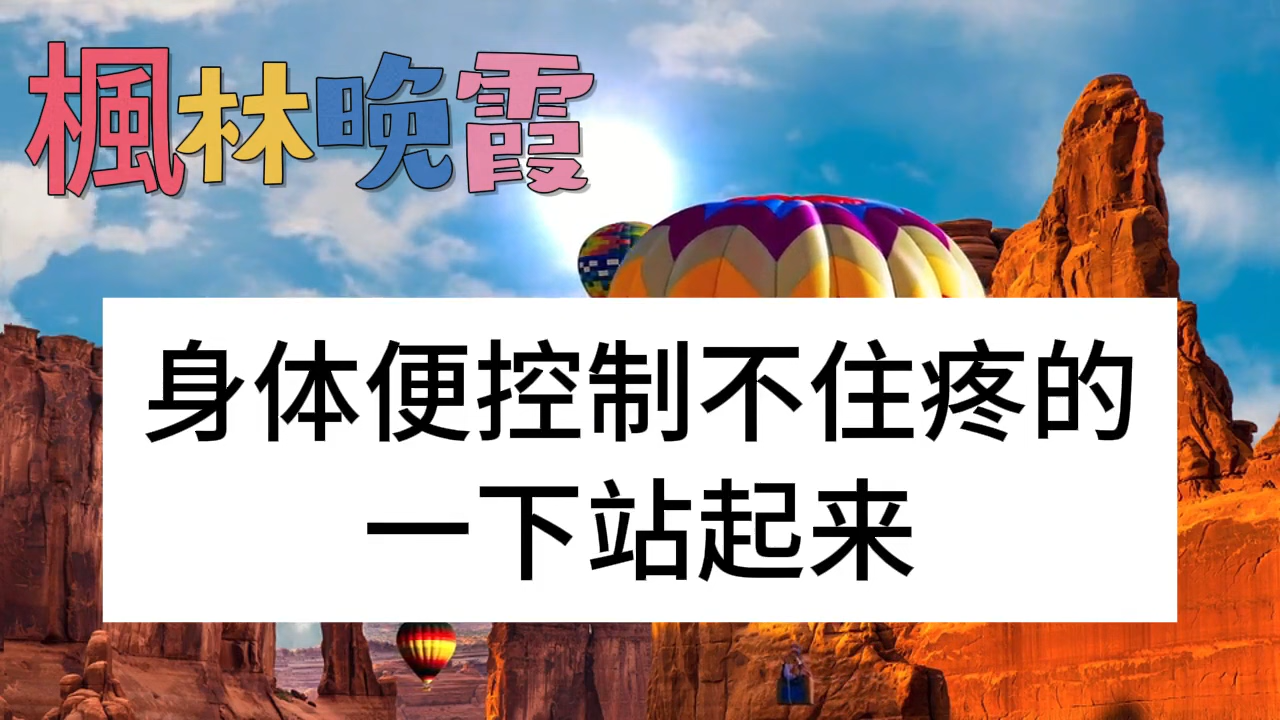 楓林晚霞
身体便控制不住疼的
一下站起来